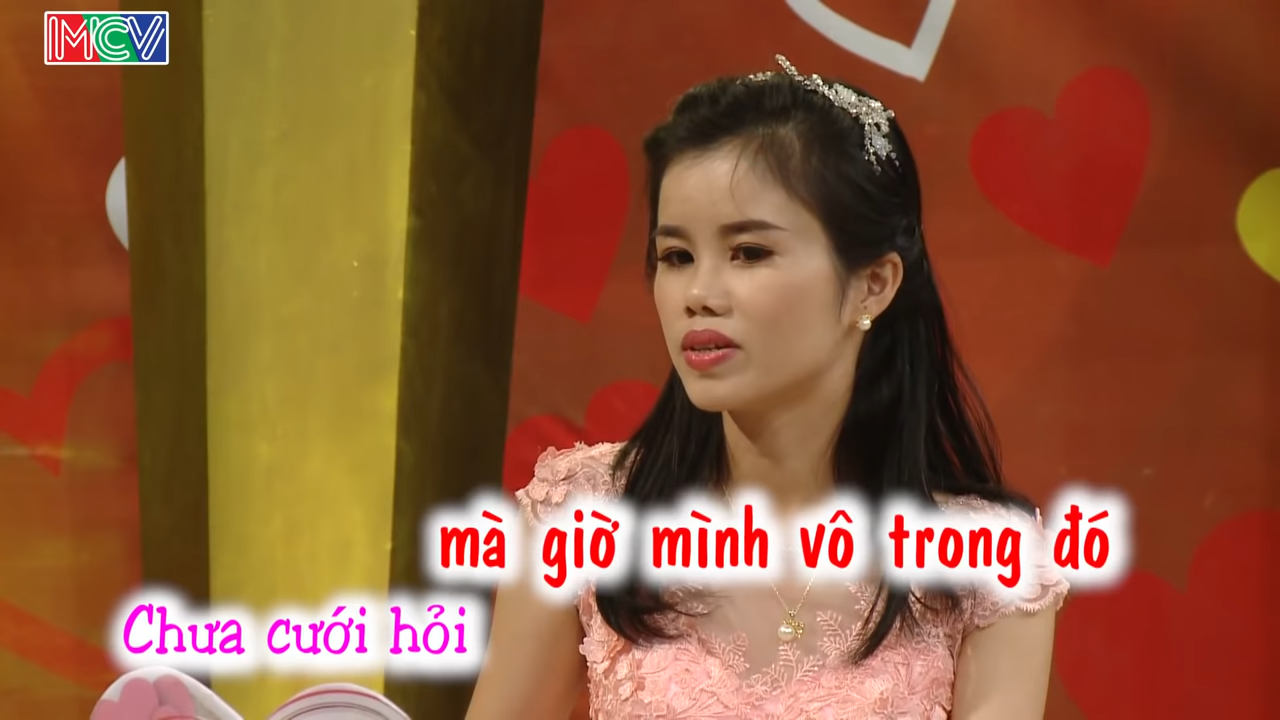 MCV
mà giờ mình vô trong đó
Chưa cưới hỏi